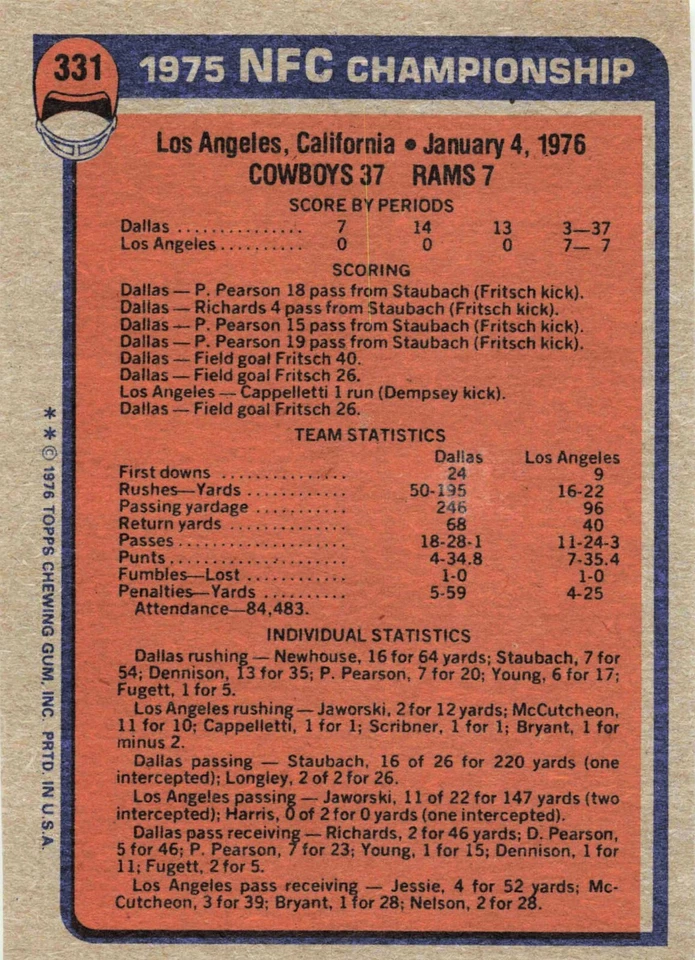 331 1975 NFC CHAMPIONSHIP
Los Angeles, California • January 4, 1976
COWBOYS 37 RAMS 7
SCORE BY PERIODS
Dallas ............... 7 14 13 3—37
Los Angeles.......... 0 0 0 7— 7
SCORING
Dallas — P. Pearson 18 pass from Staubach (Fritsch kick).
Dallas — Richards 4 pass from Staubach (Fritsch kick).
Dallas — P. Pearson 15 pass from Staubach (Fritsch kick).
Dallas — P. Pearson 19 pass from Staubach (Fritsch kick).
Dallas — Field goal Fritsch 40.
Dallas — Field goal Fritsch 26.
Los Angeles — Cappelletti 1 run (Dempsey kick).
Dallas — Field goal Fritsch 26.
TEAM STATISTICS
Dallas Los Angeles
First downs ............... 24 9
Rushes—Yards ............ 50-195 16-22
Passing yardage ............ 246 96
Return yards ............... 68 40
Passes .................... 18-28-1 11-24-3
Punts ..................... 4-34.8 7-35.4
Fumbles—Lost ............ 1-0 1-0
Penalties—Yards ........... 5-59 4-25
Attendance—84,483.
INDIVIDUAL STATISTICS
Dallas rushing — Newhouse, 16 for 64 yards; Staubach, 7 for
54; Dennison, 13 for 35; P. Pearson, 7 for 20; Young, 6 for 17;
Fugett, 1 for 5.
Los Angeles rushing — Jaworski, 2 for 12 yards; McCutcheon,
11 for 10; Cappelletti, 1 for 1; Scribner, 1 for 1; Bryant, 1 for
minus 2.
Dallas passing — Staubach, 16 of 26 for 220 yards (one
intercepted); Longley, 2 of 2 for 26.
Los Angeles passing — Jaworski, 11 of 22 for 147 yards (two
intercepted); Harris, 0 of 2 for 0 yards (one intercepted).
Dallas pass receiving — Richards, 2 for 46 yards; D. Pearson,
5 for 46; P. Pearson, 7 for 23; Young, 1 for 15; Dennison, 1 for
11; Fugett, 2 for 5.
Los Angeles pass receiving — Jessie, 4 for 52 yards; Mc-
Cutcheon, 3 for 39; Bryant, 1 for 28; Nelson, 2 for 28.
* * © 1976 TOPPS CHEWING GUM, INC. PRTD. IN U.S.A.